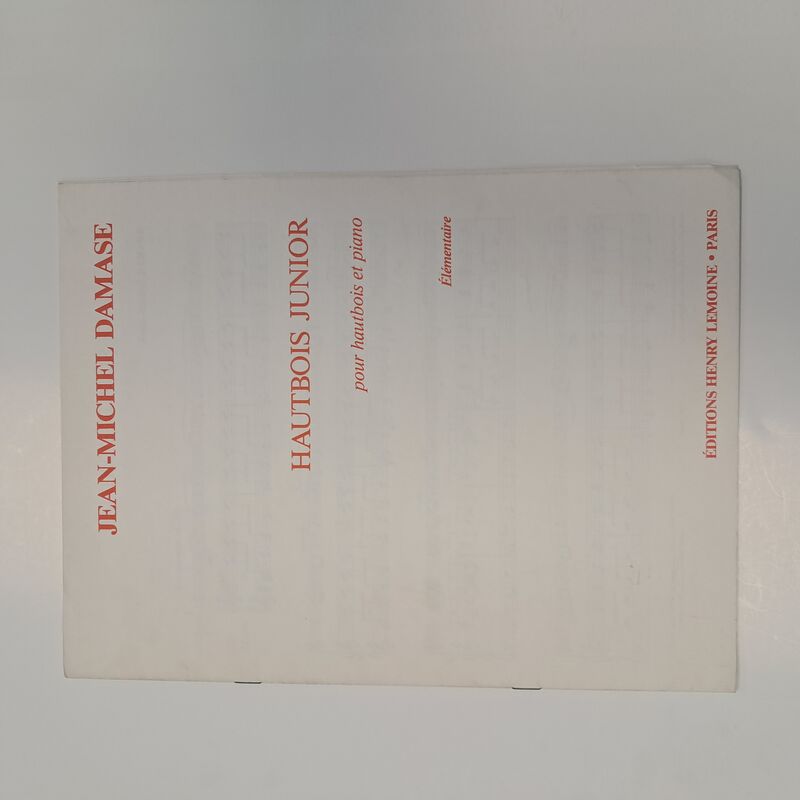 JEAN-MICHEL DAMASE
HAUTBOIS JUNIOR
pour hautbois et piano
Élémentaire
ÉDITIONS HENRY LEMOINE • PARIS